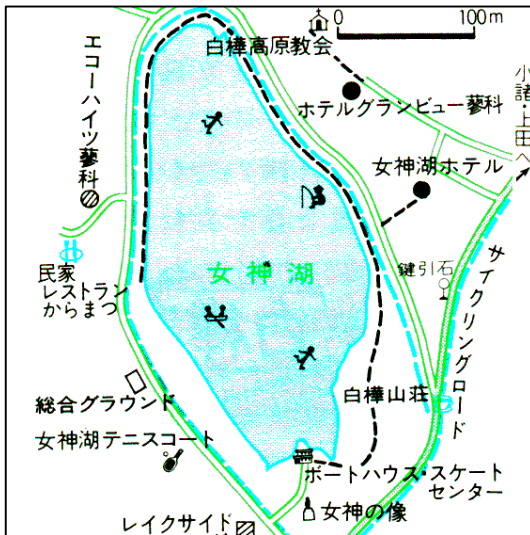 白樺高原教会
0 100m
エコーハイツ蓼科
ホテルグランビュー蓼科
小諸・上田へ
女神湖ホテル
女神湖
鍵引石
サイクリングロード
民家
レストラン
からまつ
白樺山荘
総合グラウンド
女神湖テニスコート
ボートハウス・スケート
センター
女神の像
レイクサイド